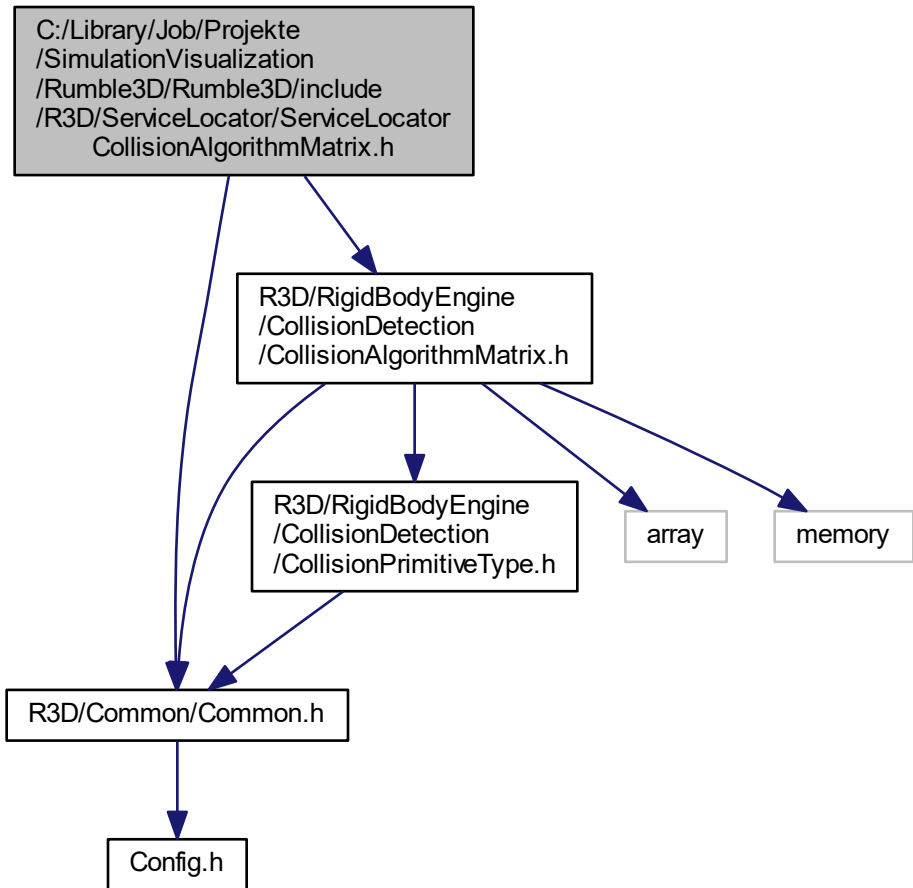 C:/Library/Job/Projekte
/SimulationVisualization
/Rumble3D/Rumble3D/include
/R3D/ServiceLocator/ServiceLocator
CollisionAlgorithmMatrix.h
R3D/RigidBodyEngine
/CollisionDetection
/CollisionAlgorithmMatrix.h
R3D/RigidBodyEngine
/CollisionDetection
/CollisionPrimitiveType.h
array
memory
R3D/Common/Common.h
Config.h